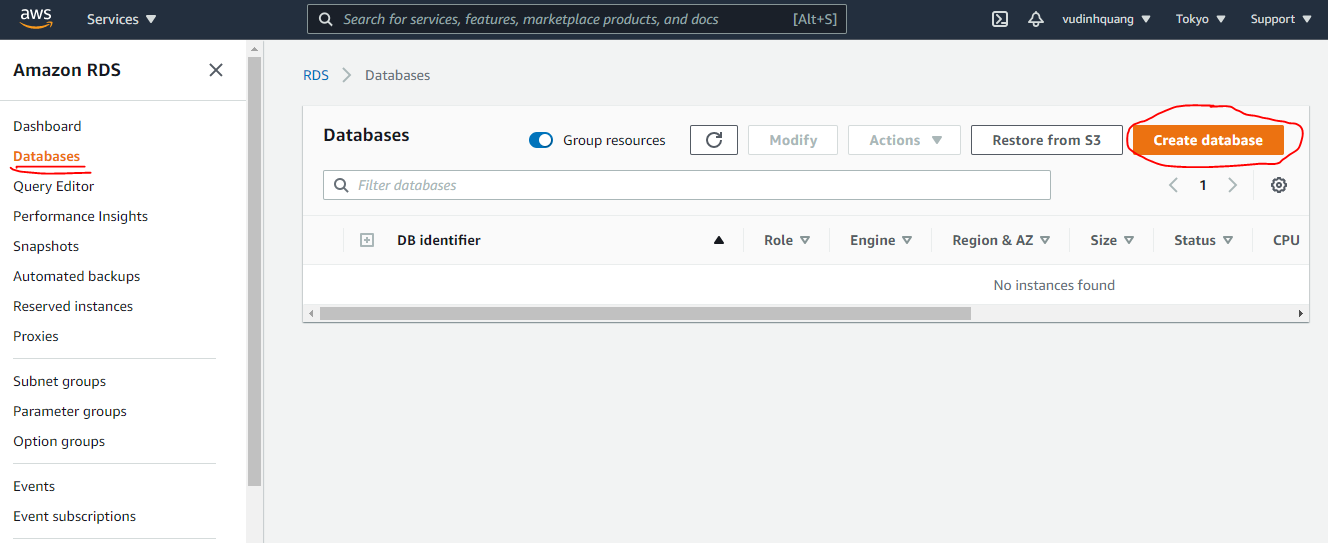 aws Services Search for services, features, marketplace products, and docs [Alt+S] vudinhquang Tokyo Support
Amazon RDS
Dashboard
Databases
Query Editor
Performance Insights
Snapshots
Automated backups
Reserved instances
Proxies
Subnet groups
Parameter groups
Option groups
Events
Event subscriptions
RDS Databases
Databases Group resources Modify Actions Restore from S3 Create database
Filter databases 1
DB identifier Role Engine Region & AZ Size Status CPU
No instances found